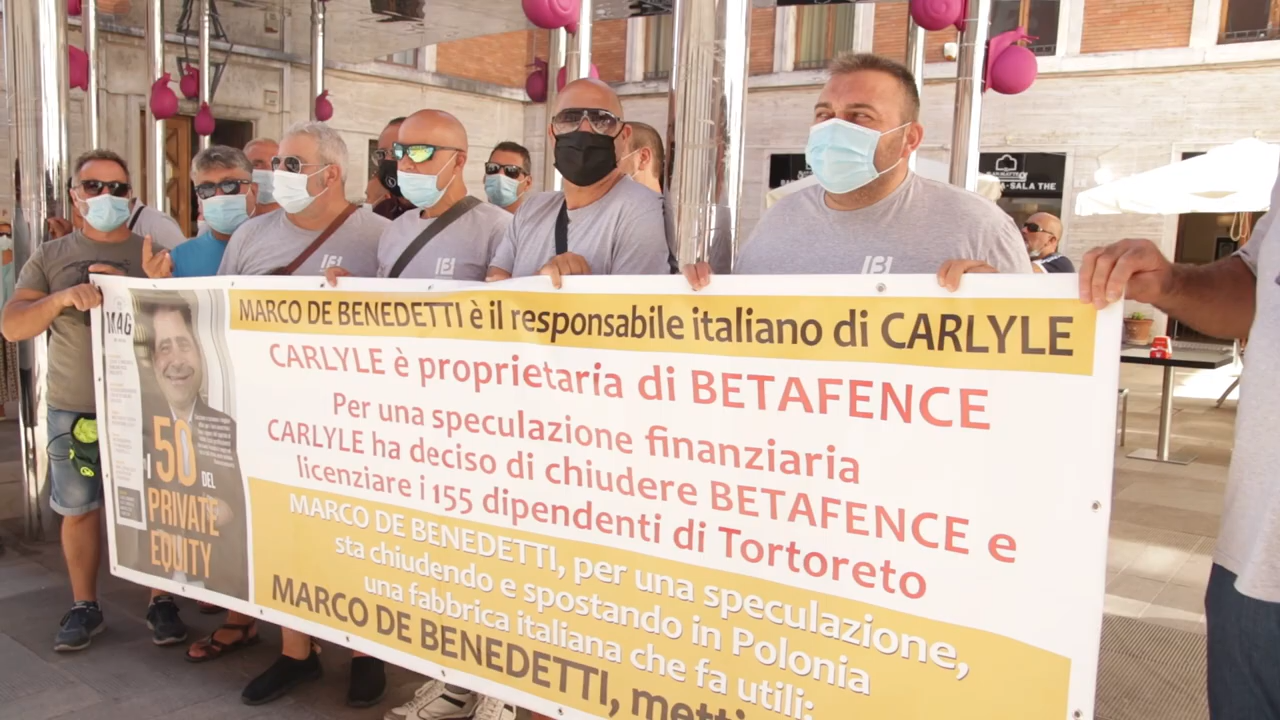 MAG
I 50 DEL
PRIVATE
EQUITY
MARCO DE BENEDETTI è il responsabile italiano di CARLYLE
CARLYLE è proprietaria di BETAFENCE
Per una speculazione finanziaria
CARLYLE ha deciso di chiudere BETAFENCE e
licenziare i 155 dipendenti di Tortoreto
MARCO DE BENEDETTI, per una speculazione,
sta chiudendo e spostando in Polonia
una fabbrica italiana che fa utili:
MARCO DE BENEDETTI,
SALA THE